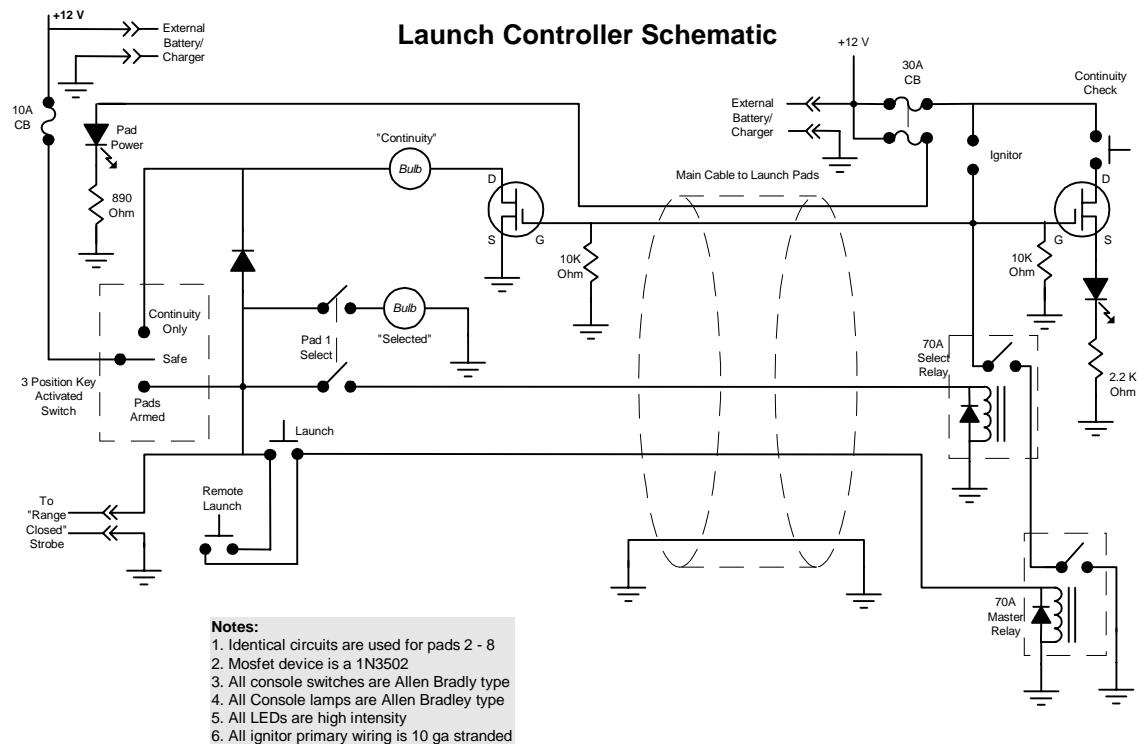 Launch Controller Schematic
+12 V
External
Battery/
Charger
10A
CB
Pad
Power
890
Ohm
"Continuity"
Bulb
D
S
G
10K
Ohm
Main Cable to Launch Pads
+12 V
30A
CB
External
Battery/
Charger
Continuity
Check
Ignitor
D
G
S
10K
Ohm
2.2 K
Ohm
Continuity
Only
Safe
Pads
Armed
3 Position Key
Activated
Switch
Pad 1
Select
Bulb
"Selected"
70A
Select
Relay
Launch
Remote
Launch
To
"Range
Closed"
Strobe
70A
Master
Relay
Notes:
1. Identical circuits are used for pads 2 - 8
2. Mosfet device is a 1N3502
3. All console switches are Allen Bradly type
4. All Console lamps are Allen Bradley type
5. All LEDs are high intensity
6. All ignitor primary wiring is 10 ga stranded